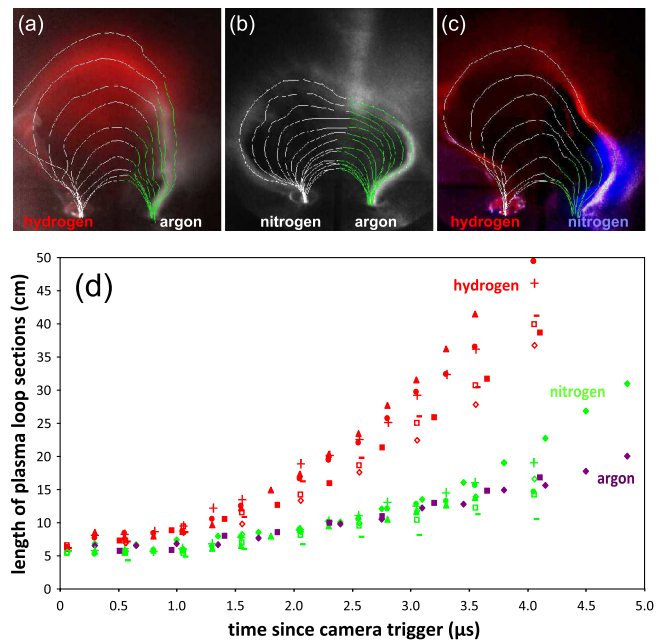 (a)
(b)
(c)
hydrogen
argon
nitrogen
argon
hydrogen
nitrogen
(d)
length of plasma loop sections (cm)
50
45
40
35
30
25
20
15
10
5
0
hydrogen
nitrogen
argon
0
0.5
1.0
1.5
2.0
2.5
3.0
3.5
4.0
4.5
5.0
time since camera trigger (µs)